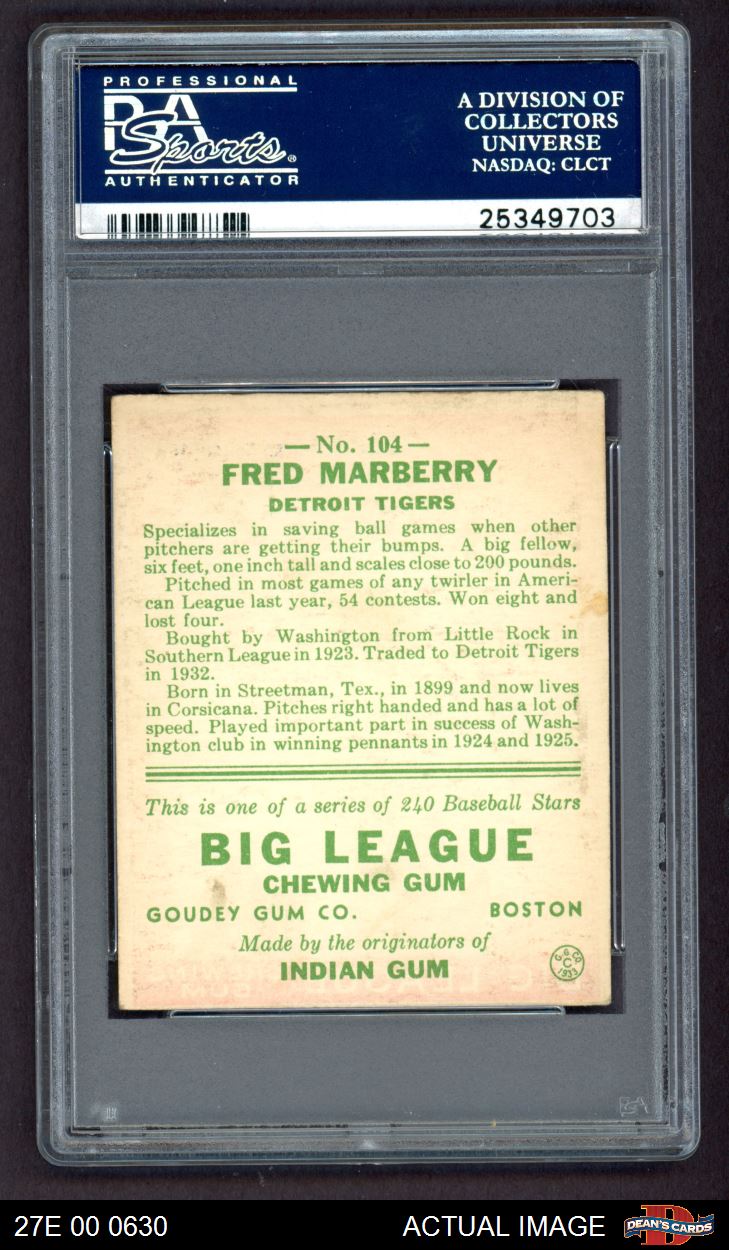 PROFESSIONAL
PSA
Sports ®
AUTHENTICATOR
A DIVISION OF
COLLECTORS
UNIVERSE
NASDAQ: CLCT
25349703
— No. 104 —
FRED MARBERRY
DETROIT TIGERS
Specializes in saving ball games when other
pitchers are getting their bumps. A big fellow,
six feet, one inch tall and scales close to 200 pounds.
Pitched in most games of any twirler in Ameri-
can League last year, 54 contests. Won eight and
lost four.
Bought by Washington from Little Rock in
Southern League in 1923. Traded to Detroit Tigers
in 1932.
Born in Streetman, Tex., in 1899 and now lives
in Corsicana. Pitches right handed and has a lot of
speed. Played important part in success of Wash-
ington club in winning pennants in 1924 and 1925.
This is one of a series of 240 Baseball Stars
BIG LEAGUE
CHEWING GUM
GOUDEY GUM CO. BOSTON
Made by the originators of
INDIAN GUM
G. G. CO.
C
1933
PSA
27E 00 0630
ACTUAL IMAGE
D
DEAN'S CARDS